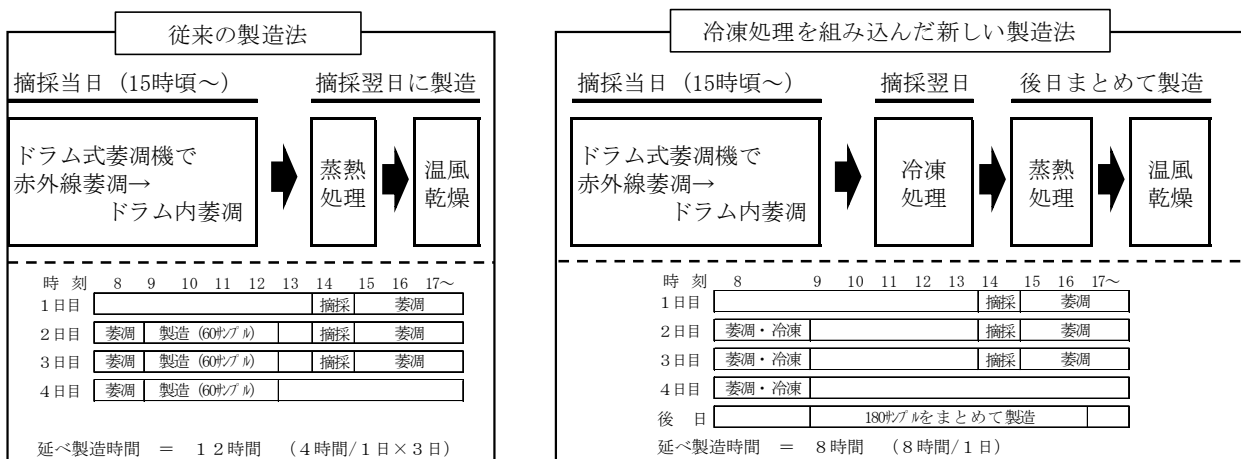 従来の製造法
摘採当日（15時頃～）
摘採翌日に製造
ドラム式萎凋機で
赤外線萎凋→
ドラム内萎凋
蒸熱
処理
温風
乾燥
時 刻 8 9 10 11 12 13 14 15 16 17～
1日目 摘採 萎凋
2日目 萎凋 製造（60ｻﾝﾌﾟﾙ） 摘採 萎凋
3日目 萎凋 製造（60ｻﾝﾌﾟﾙ） 摘採 萎凋
4日目 萎凋 製造（60ｻﾝﾌﾟﾙ）
延べ製造時間 ＝ １２時間 （４時間/１日×３日）
冷凍処理を組み込んだ新しい製造法
摘採当日（15時頃～）
摘採翌日
後日まとめて製造
ドラム式萎凋機で
赤外線萎凋→
ドラム内萎凋
冷凍
処理
蒸熱
処理
温風
乾燥
時 刻 8 9 10 11 12 13 14 15 16 17～
1日目 摘採 萎凋
2日目 萎凋・冷凍 摘採 萎凋
3日目 萎凋・冷凍 摘採 萎凋
4日目 萎凋・冷凍
後 日 180ｻﾝﾌﾟﾙをまとめて製造
延べ製造時間 ＝ ８時間 （８時間/１日）